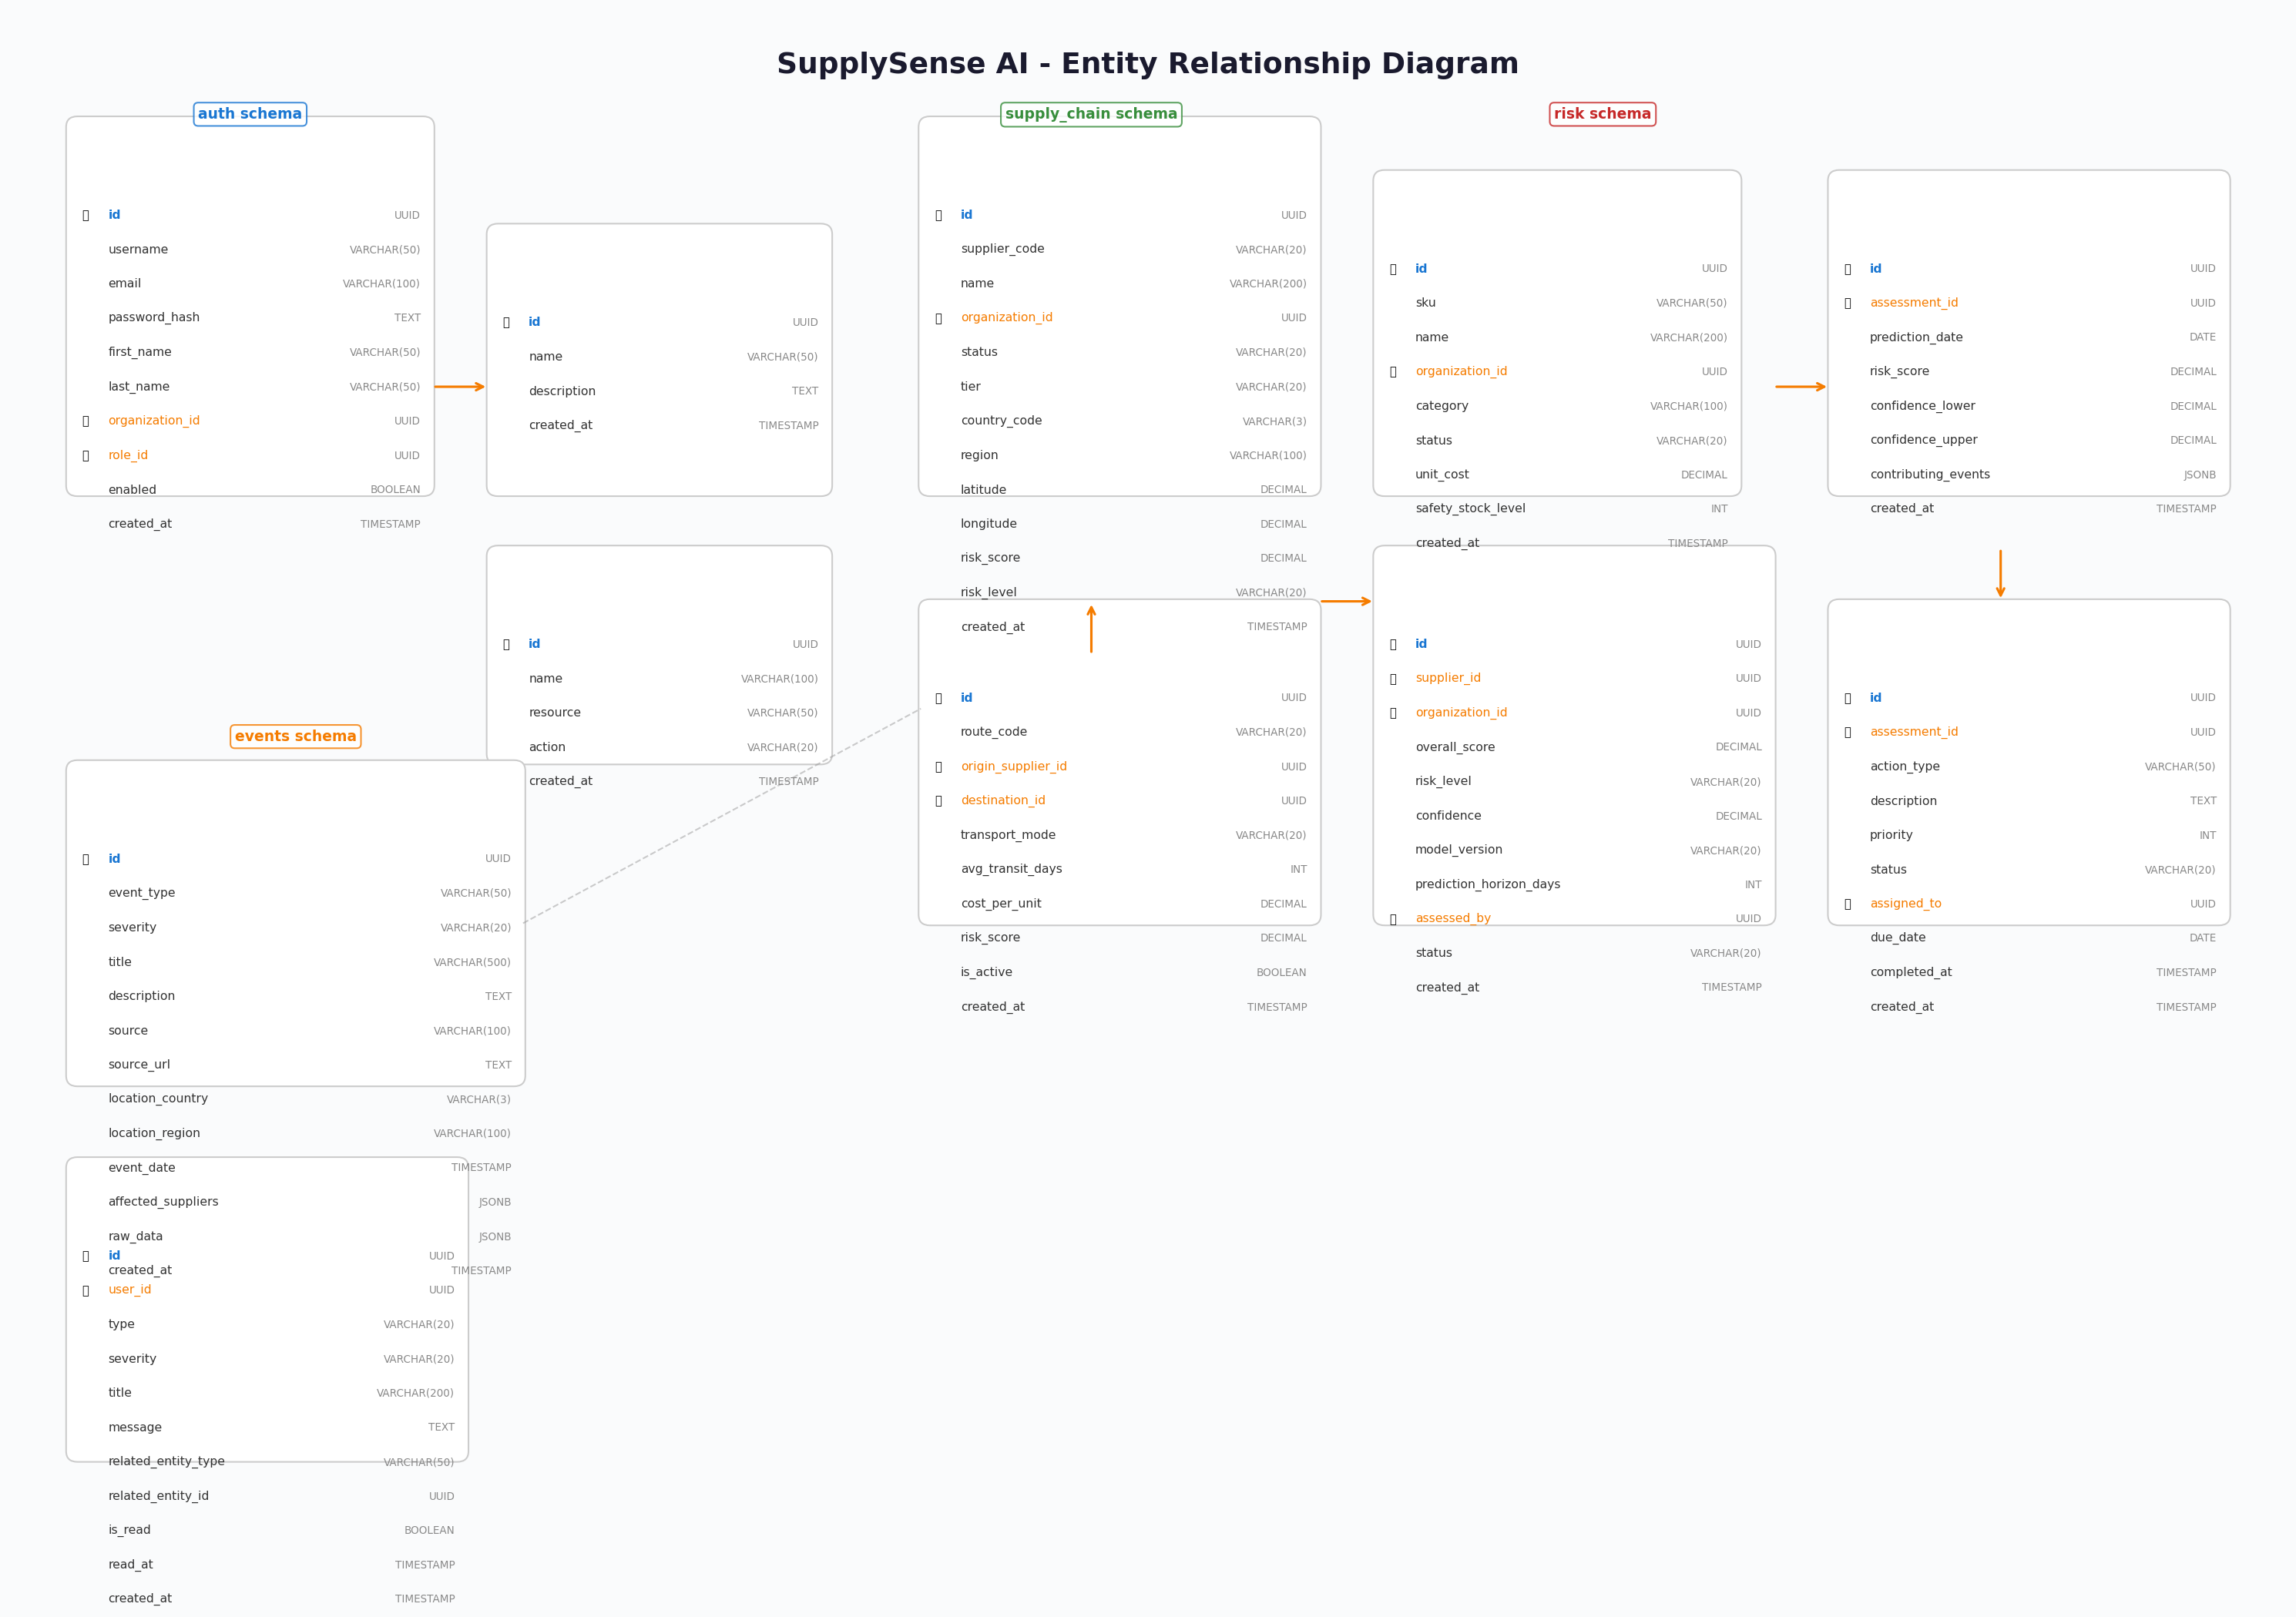 SupplySense AI - Entity Relationship Diagram
auth schema
id UUID
username VARCHAR(50)
email VARCHAR(100)
password_hash TEXT
first_name VARCHAR(50)
last_name VARCHAR(50)
organization_id UUID
role_id UUID
enabled BOOLEAN
created_at TIMESTAMP
id UUID
name VARCHAR(50)
description TEXT
created_at TIMESTAMP
id UUID
name VARCHAR(100)
resource VARCHAR(50)
action VARCHAR(20)
created_at TIMESTAMP
supply_chain schema
id UUID
supplier_code VARCHAR(20)
name VARCHAR(200)
organization_id UUID
status VARCHAR(20)
tier VARCHAR(20)
country_code VARCHAR(3)
region VARCHAR(100)
latitude DECIMAL
longitude DECIMAL
risk_score DECIMAL
risk_level VARCHAR(20)
created_at TIMESTAMP
id UUID
route_code VARCHAR(20)
origin_supplier_id UUID
destination_id UUID
transport_mode VARCHAR(20)
avg_transit_days INT
cost_per_unit DECIMAL
risk_score DECIMAL
is_active BOOLEAN
created_at TIMESTAMP
risk schema
id UUID
sku VARCHAR(50)
name VARCHAR(200)
organization_id UUID
category VARCHAR(100)
status VARCHAR(20)
unit_cost DECIMAL
safety_stock_level INT
created_at TIMESTAMP
id UUID
supplier_id UUID
organization_id UUID
overall_score DECIMAL
risk_level VARCHAR(20)
confidence DECIMAL
model_version VARCHAR(20)
prediction_horizon_days INT
assessed_by UUID
status VARCHAR(20)
created_at TIMESTAMP
id UUID
assessment_id UUID
prediction_date DATE
risk_score DECIMAL
confidence_lower DECIMAL
confidence_upper DECIMAL
contributing_events JSONB
created_at TIMESTAMP
id UUID
assessment_id UUID
action_type VARCHAR(50)
description TEXT
priority INT
status VARCHAR(20)
assigned_to UUID
due_date DATE
completed_at TIMESTAMP
created_at TIMESTAMP
events schema
id UUID
event_type VARCHAR(50)
severity VARCHAR(20)
title VARCHAR(500)
description TEXT
source VARCHAR(100)
source_url TEXT
location_country VARCHAR(3)
location_region VARCHAR(100)
event_date TIMESTAMP
affected_suppliers JSONB
raw_data JSONB
created_at TIMESTAMP
id UUID
user_id UUID
type VARCHAR(20)
severity VARCHAR(20)
title VARCHAR(200)
message TEXT
related_entity_type VARCHAR(50)
related_entity_id UUID
is_read BOOLEAN
read_at TIMESTAMP
created_at TIMESTAMP